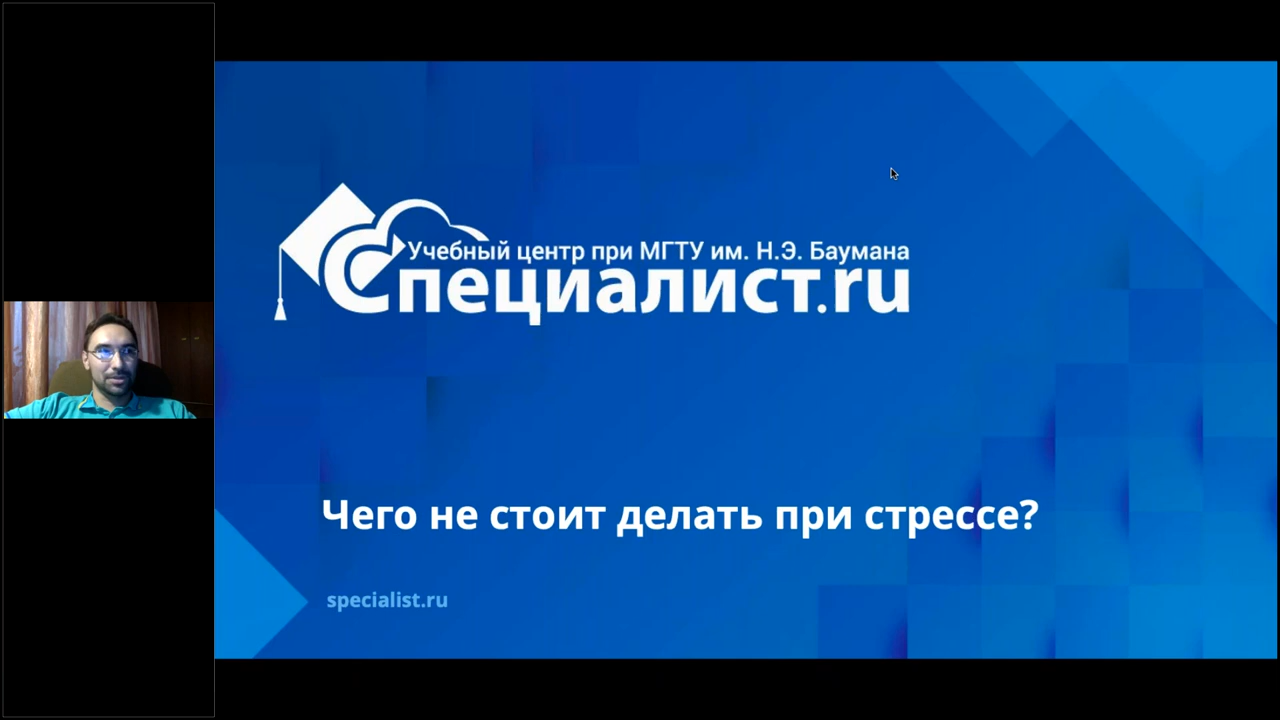 Учебный центр при МГТУ им. Н.Э. Баумана
Специалист.ru
Чего не стоит делать при стрессе?
specialist.ru